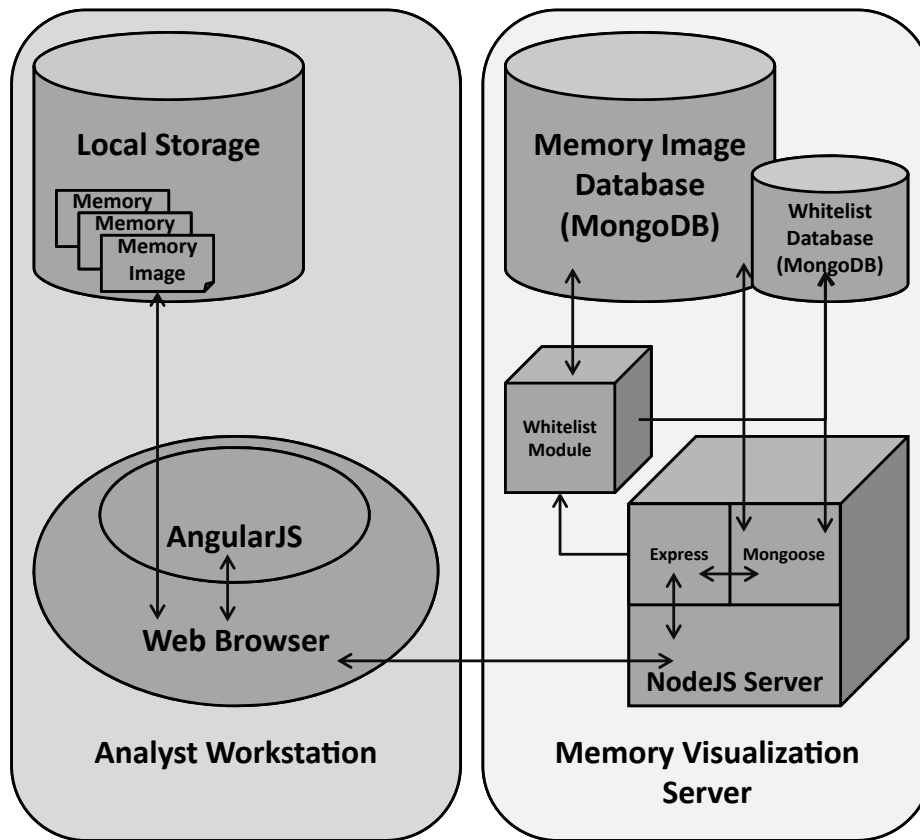 Local Storage
Memory
Memory
Memory
Image
AngularJS
Web Browser
Analyst Workstation
Memory Image
Database
(MongoDB)
Whitelist
Database
(MongoDB)
Whitelist
Module
Express
Mongoose
NodeJS Server
Memory Visualization
Server